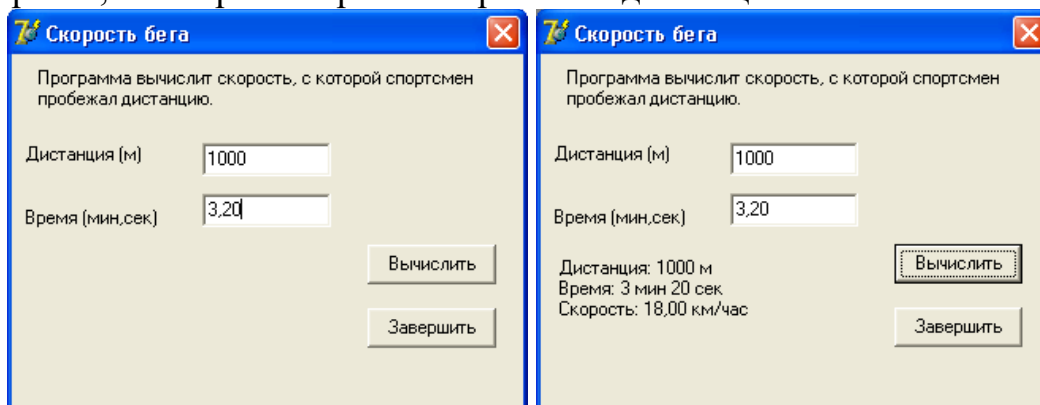 Скорость бега
Программа вычислит скорость, с которой спортсмен
пробежал дистанцию.
Дистанция (м)
1000
Время (мин,сек)
3,20
Вычислить
Завершить
Скорость бега
Программа вычислит скорость, с которой спортсмен
пробежал дистанцию.
Дистанция (м)
1000
Время (мин,сек)
3,20
Дистанция: 1000 м
Время: 3 мин 20 сек
Скорость: 18,00 км/час
Вычислить
Завершить